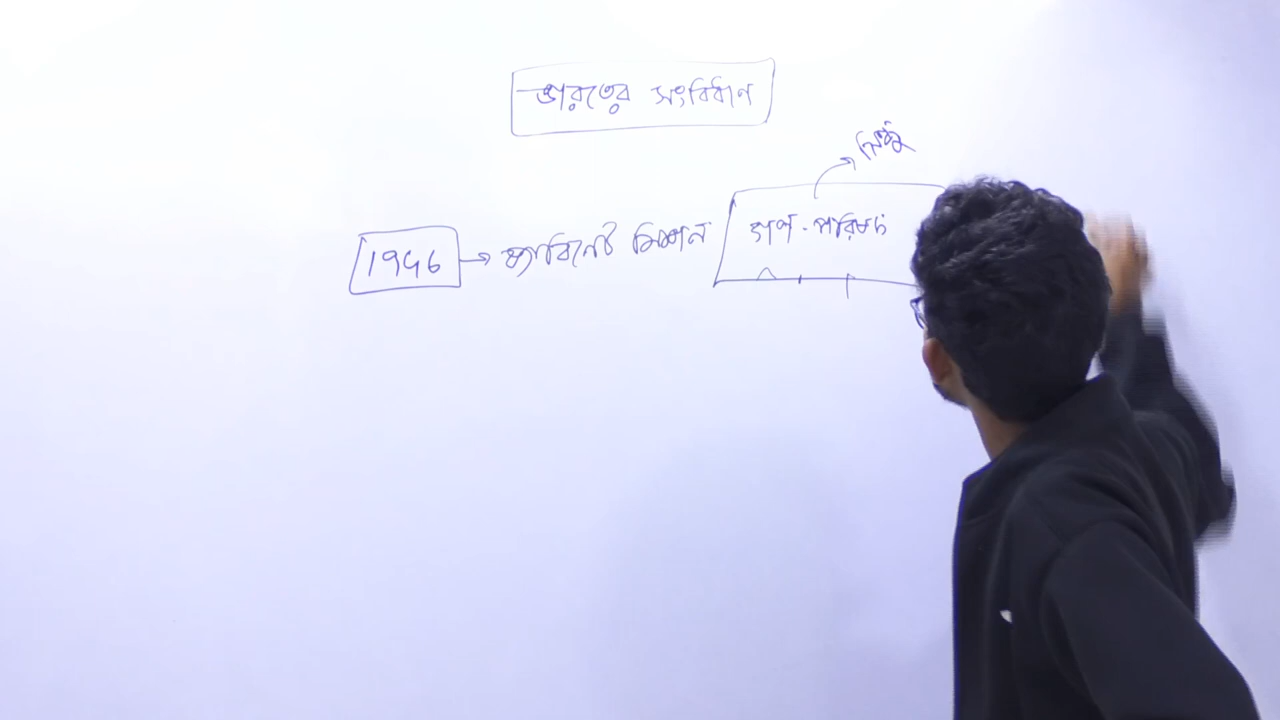 ভারতের সংবিধান
1946 → ক্যাবিনেট মিশন গণ-পরিষদ